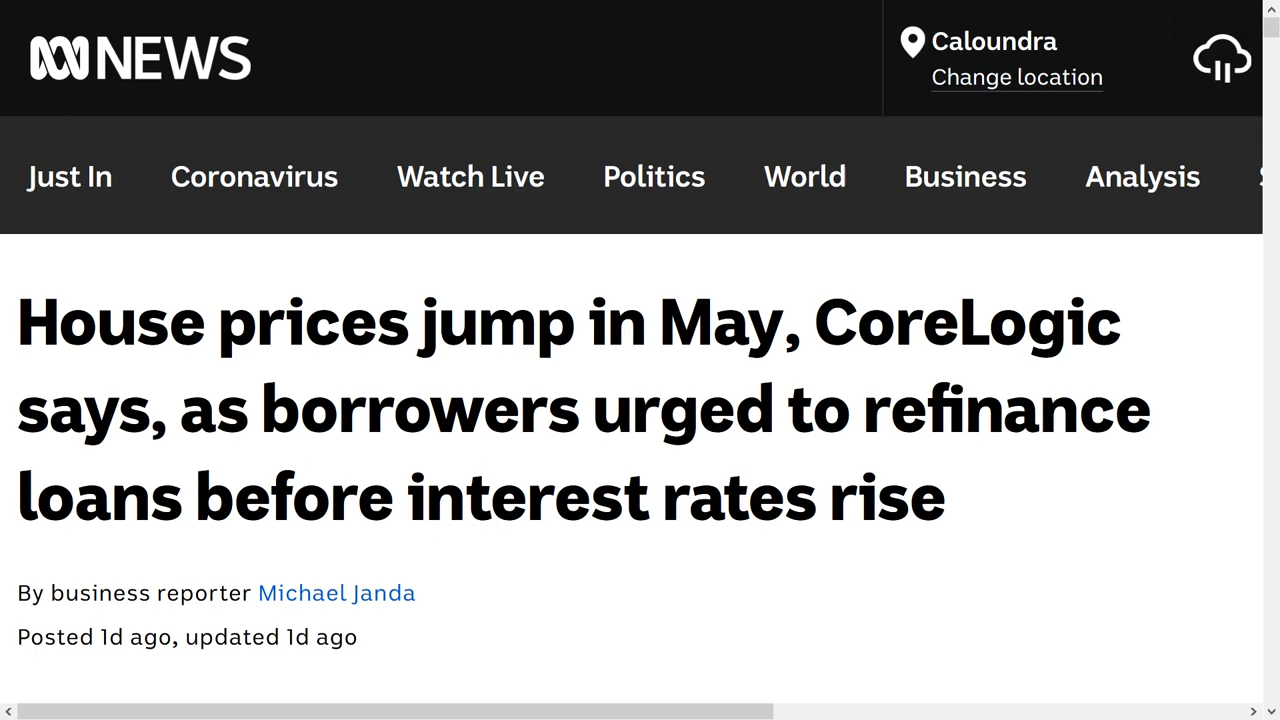 NEWS
Caloundra
Change location
Just In Coronavirus Watch Live Politics World Business Analysis
House prices jump in May, CoreLogic
says, as borrowers urged to refinance
loans before interest rates rise
By business reporter Michael Janda
Posted 1d ago, updated 1d ago